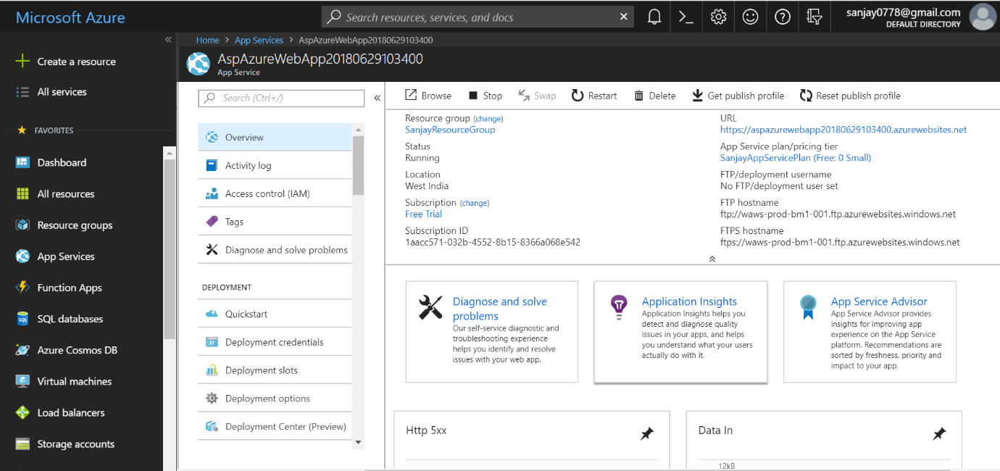 Microsoft Azure
Search resources, services, and docs
sanjay0778@gmail.com
DEFAULT DIRECTORY
Home > App Services > AspAzureWebApp20180629103400
AspAzureWebApp20180629103400
App Service
Create a resource
All services
FAVORITES
Dashboard
All resources
Resource groups
App Services
Function Apps
SQL databases
Azure Cosmos DB
Virtual machines
Load balancers
Storage accounts
Search (Ctrl+/)
Overview
Activity log
Access control (IAM)
Tags
Diagnose and solve problems
DEPLOYMENT
Quickstart
Deployment credentials
Deployment slots
Deployment options
Deployment Center (Preview)
Browse Stop Swap Restart Delete Get publish profile Reset publish profile
Resource group (change)
SanjayResourceGroup
Status
Running
Location
West India
Subscription (change)
Free Trial
Subscription ID
1aacc571-032b-4552-8b15-8366a068e542
URL
https://aspazurewebapp20180629103400.azurewebsites.net
App Service plan/pricing tier
SanjayAppServicePlan (Free: 0 Small)
FTP/deployment username
No FTP/deployment user set
FTP hostname
ftp://waws-prod-bm1-001.ftp.azurewebsites.windows.net
FTPS hostname
ftps://waws-prod-bm1-001.ftp.azurewebsites.windows.net
Diagnose and solve
problems
Our self-service diagnostic and
troubleshooting experience
helps you identify and resolve
issues with your web app.
Application Insights
Application Insights helps you
detect and diagnose quality
issues in your apps, and helps
you understand what your users
actually do with it.
App Service Advisor
App Service Advisor provides
insights for improving app
experience on the App Service
platform. Recommendations are
sorted by freshness, priority and
impact to your app.
Http 5xx
Data In
12kB